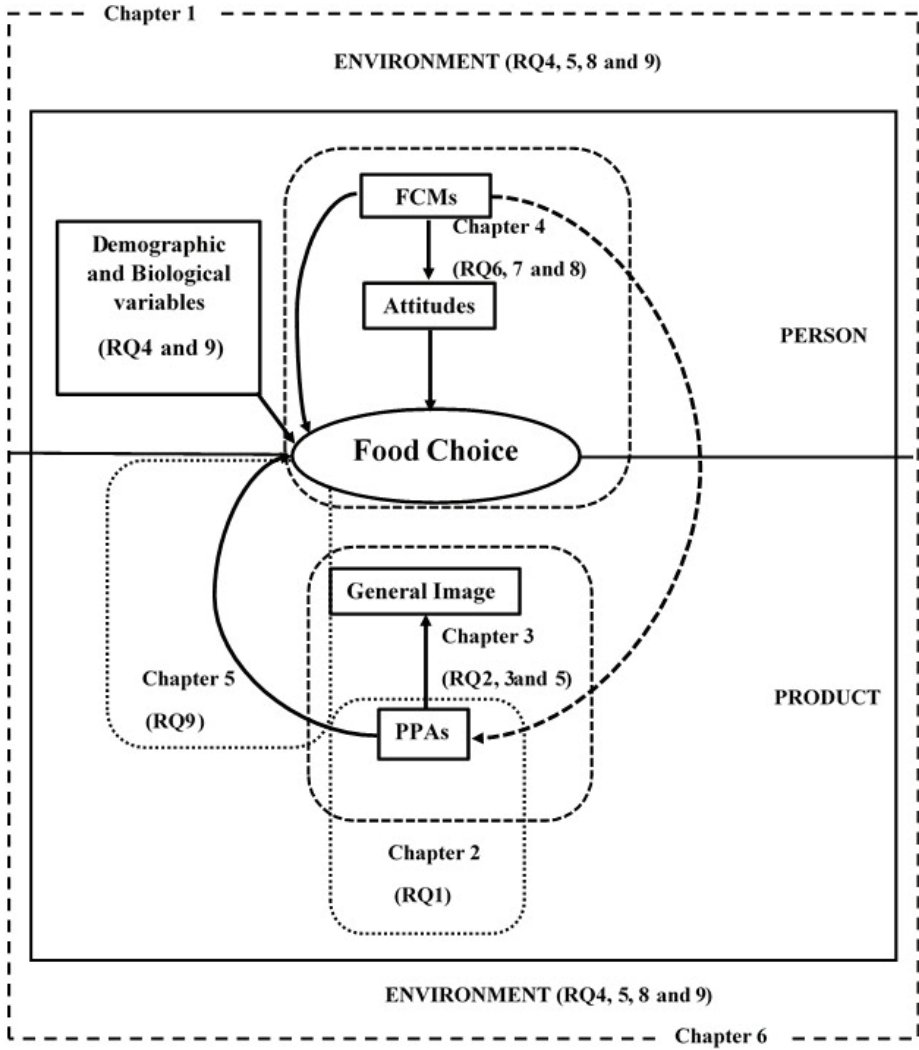 Chapter 1
ENVIRONMENT (RQ4, 5, 8 and 9)
FCMs
Chapter 4
(RQ6, 7 and 8)
Demographic
and Biological
variables
(RQ4 and 9)
Attitudes
PERSON
Food Choice
General Image
Chapter 3
(RQ2, 3and 5)
Chapter 5
(RQ9)
PRODUCT
PPAs
Chapter 2
(RQ1)
ENVIRONMENT (RQ4, 5, 8 and 9)
Chapter 6